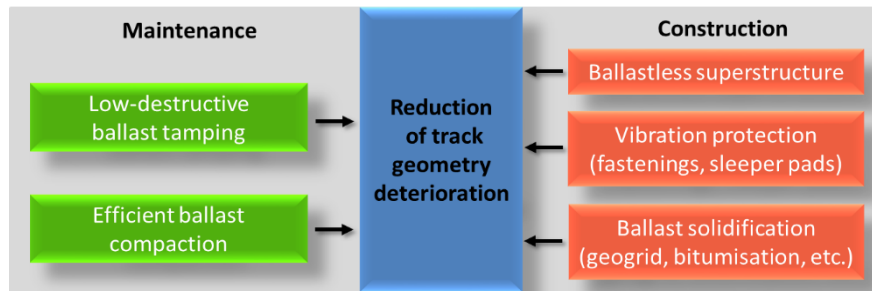 Maintenance
Low-destructive
ballast tamping
Efficient ballast
compaction
Reduction
of track
geometry
deterioration
Construction
Ballastless superstructure
Vibration protection
(fastenings, sleeper pads)
Ballast solidification
(geogrid, bitumisation, etc.)